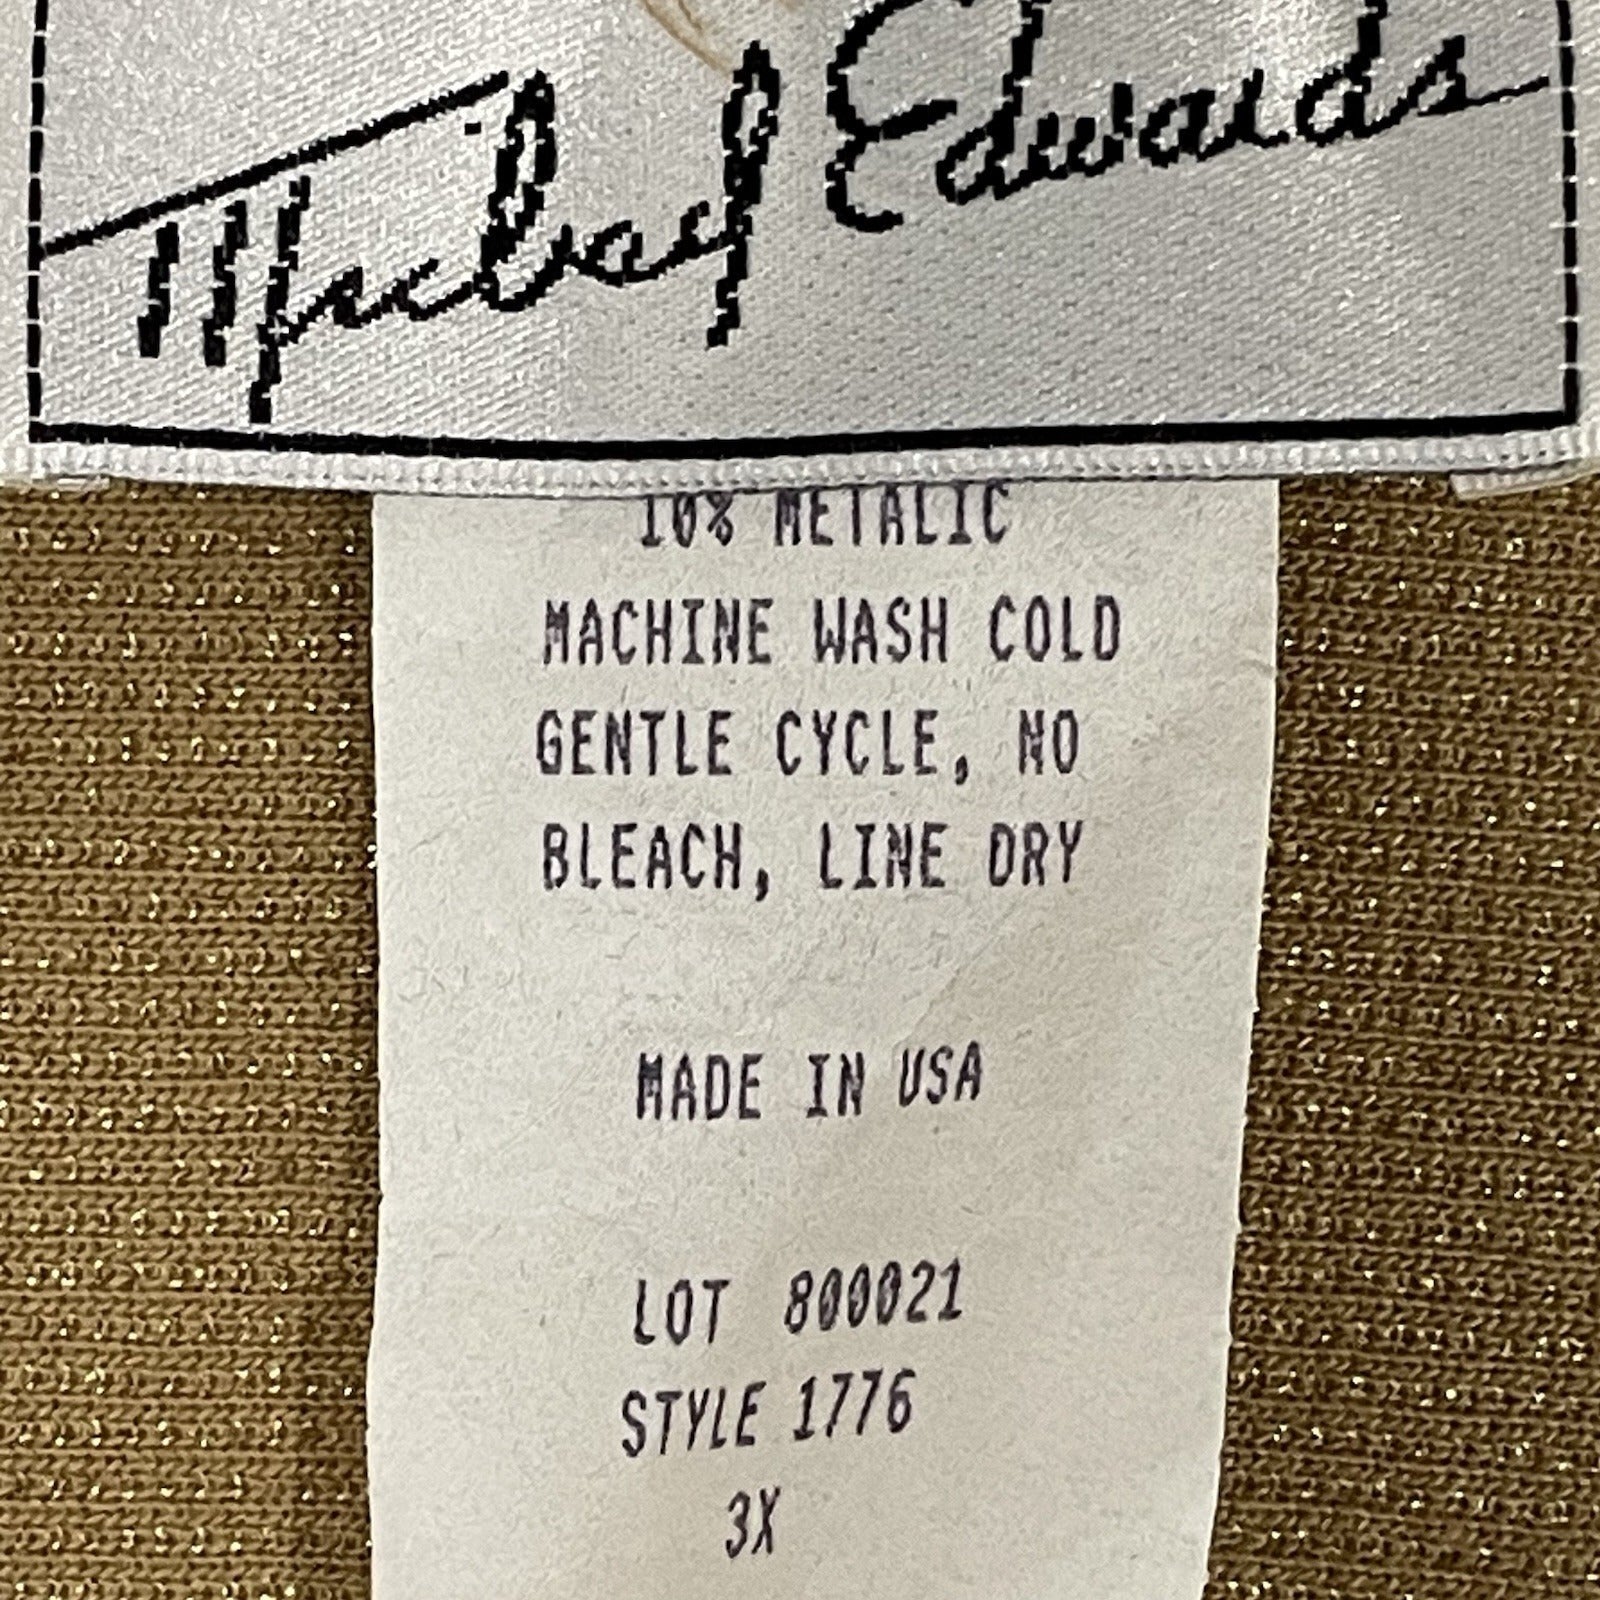 Michael Edwards
10% METALIC
MACHINE WASH COLD
GENTLE CYCLE, NO
BLEACH, LINE DRY
MADE IN USA
LOT 800021
STYLE 1776
3X